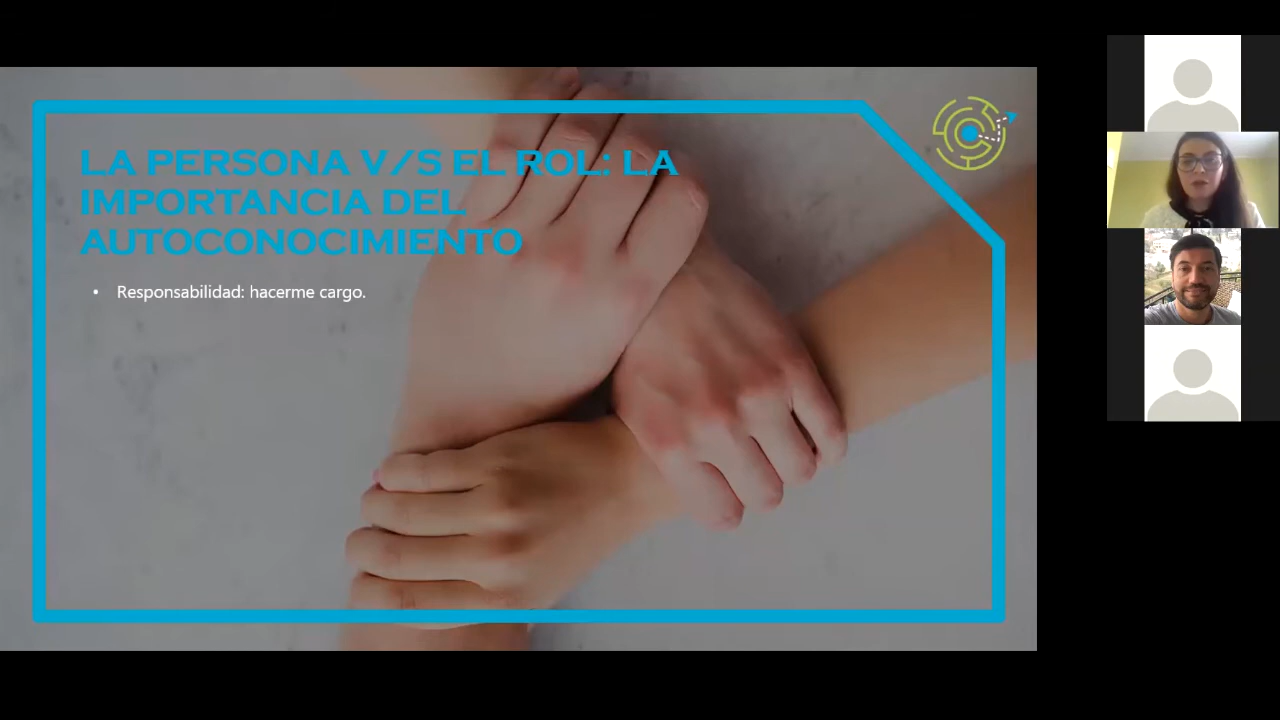 LA PERSONA V/S EL ROL: LA
IMPORTANCIA DEL
AUTOCONOCIMIENTO
• Responsabilidad: hacerme cargo.